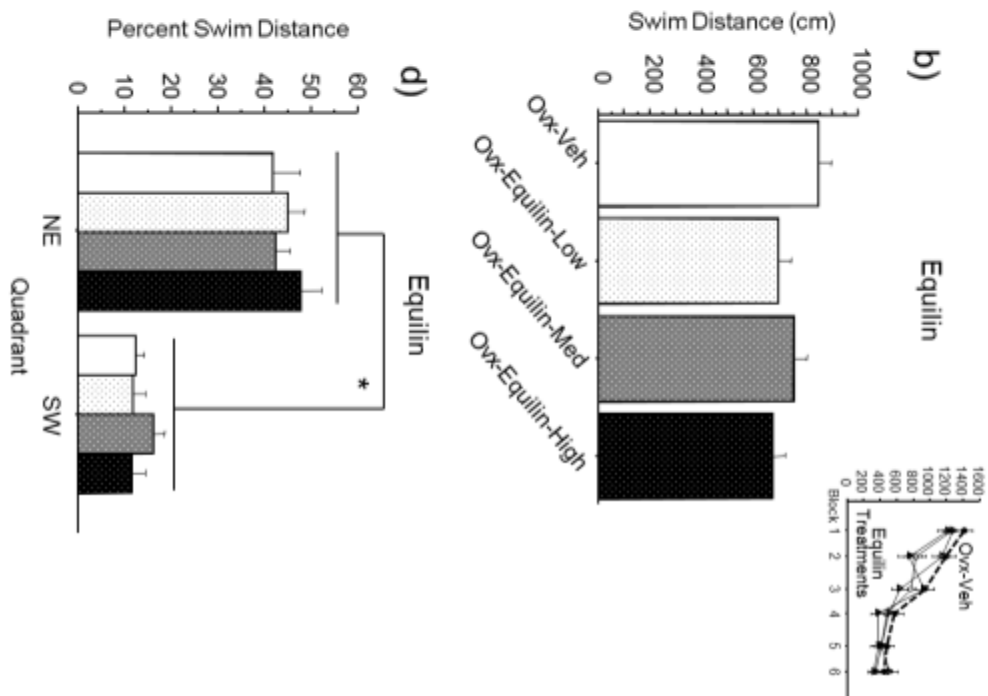 b)
Equilin
Swim Distance (cm)
1000
800
600
400
200
0
Ovx-Veh
Ovx-Equilin-Low
Ovx-Equilin-Med
Ovx-Equilin-High
1600
1400
1200
1000
800
600
400
200
0
Block 1
2
3
4
5
6
Ovx-Veh
Equilin
Treatments
d)
Equilin
Percent Swim Distance
60
50
40
30
20
10
0
*
NE
SW
Quadrant